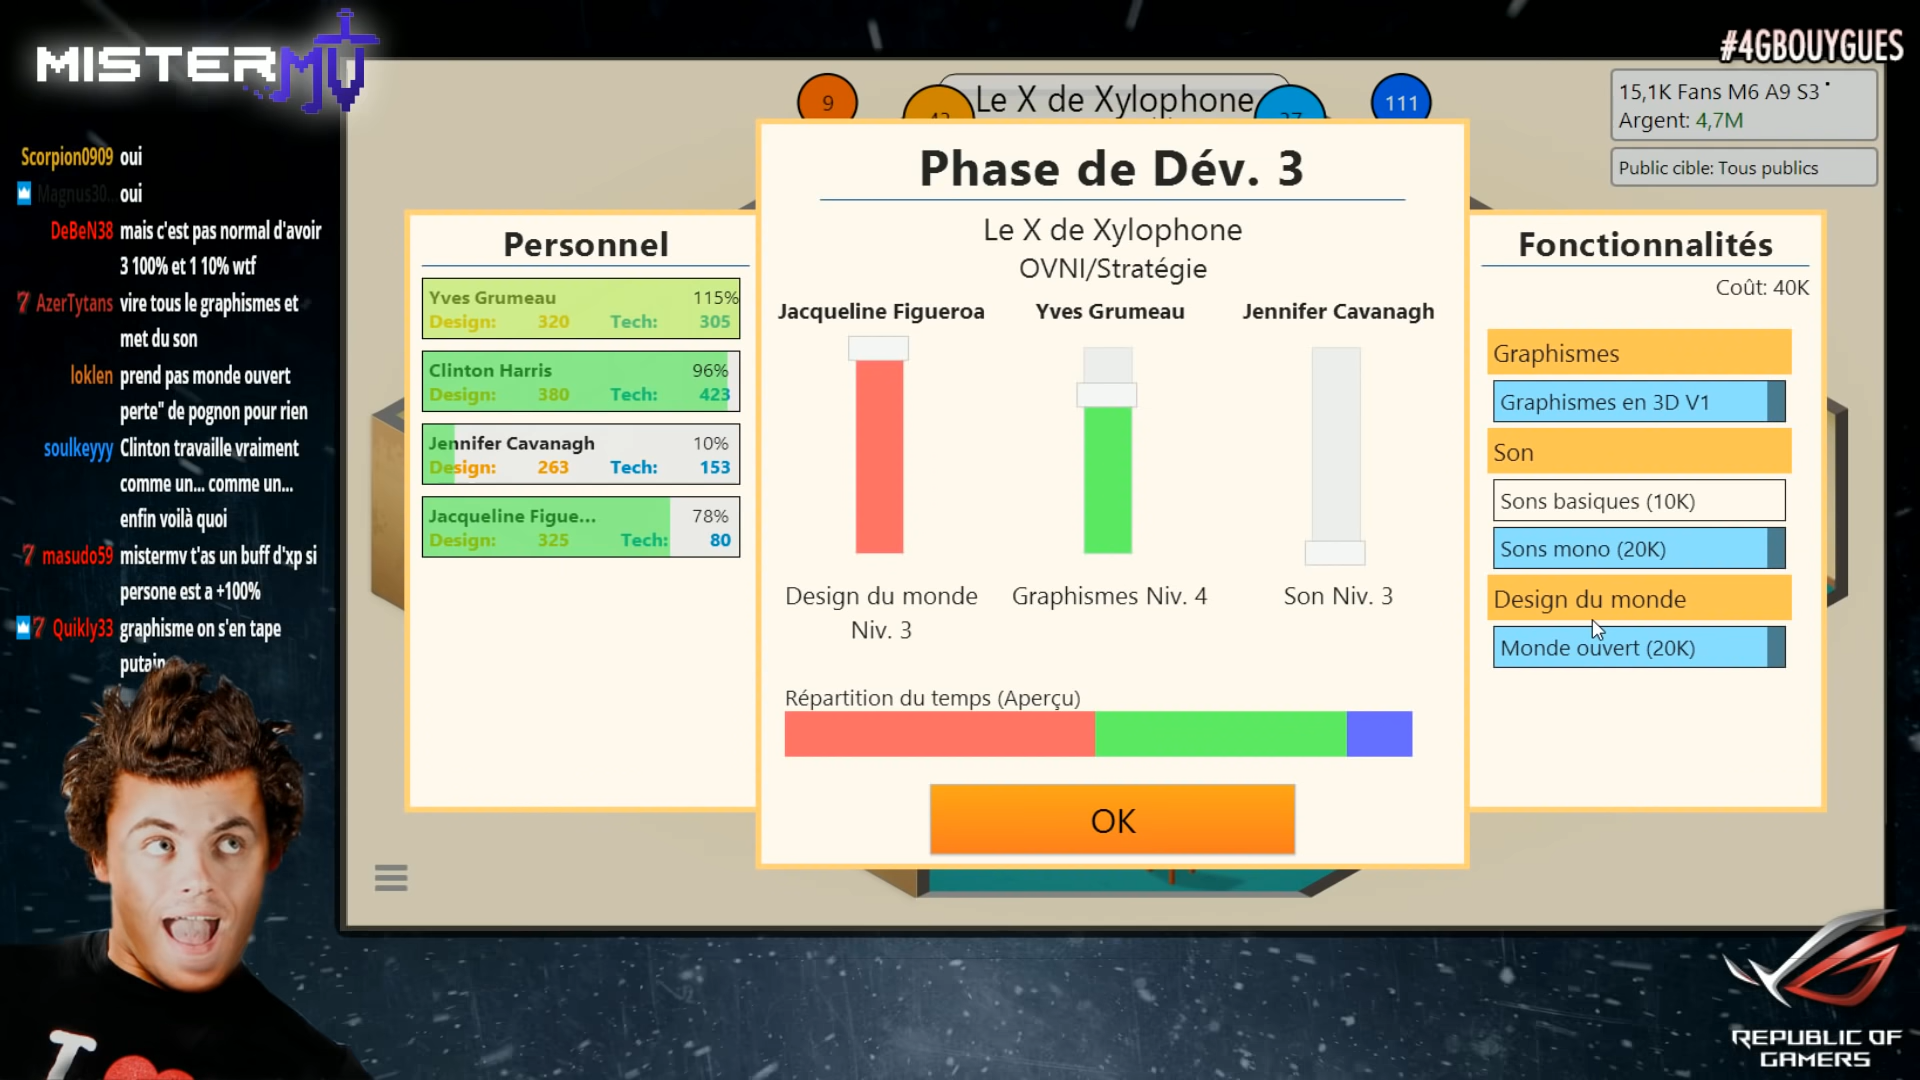 MISTERMV
#4GBOUYGUES
Scorpion0909 oui
Magnus30... oui
DeBeN38 mais c'est pas normal d'avoir
3 100% et 1 10% wtf
7 AzerTytans vire tous le graphismes et
met du son
loklen prend pas monde ouvert
perte" de pognon pour rien
soulkeyyy Clinton travaille vraiment
comme un... comme un...
enfin voilà quoi
7 masudo59 mistermv t'as un buff d'xp si
persone est a +100%
7 Quikly33 graphisme on s'en tape
putain
9
Le X de Xylophone
111
15,1K Fans M6 A9 S3
Argent: 4,7M
Public cible: Tous publics
Personnel
Yves Grumeau 115%
Design: 320 Tech: 305
Clinton Harris 96%
Design: 380 Tech: 423
Jennifer Cavanagh 10%
Design: 263 Tech: 153
Jacqueline Figue... 78%
Design: 325 Tech: 80
Phase de Dév. 3
Le X de Xylophone
OVNI/Stratégie
Jacqueline Figueroa Yves Grumeau Jennifer Cavanagh
Design du monde
Niv. 3
Graphismes Niv. 4
Son Niv. 3
Répartition du temps (Aperçu)
OK
Fonctionnalités
Coût: 40K
Graphismes
Graphismes en 3D V1
Son
Sons basiques (10K)
Sons mono (20K)
Design du monde
Monde ouvert (20K)
I
REPUBLIC OF
GAMERS